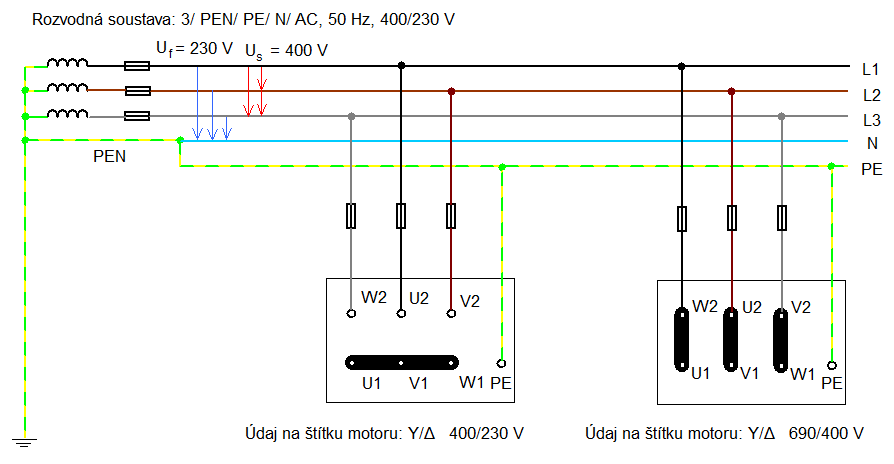 Rozvodná soustava: 3/ PEN/ PE/ N/ AC, 50 Hz, 400/230 V
Uf = 230 V Us = 400 V
L1
L2
L3
N
PEN
PE
W2 U2 V2
W2 U2 V2
U1 V1 W1 PE
U1 V1 W1 PE
Údaj na štítku motoru: Y/Δ 400/230 V
Údaj na štítku motoru: Y/Δ 690/400 V